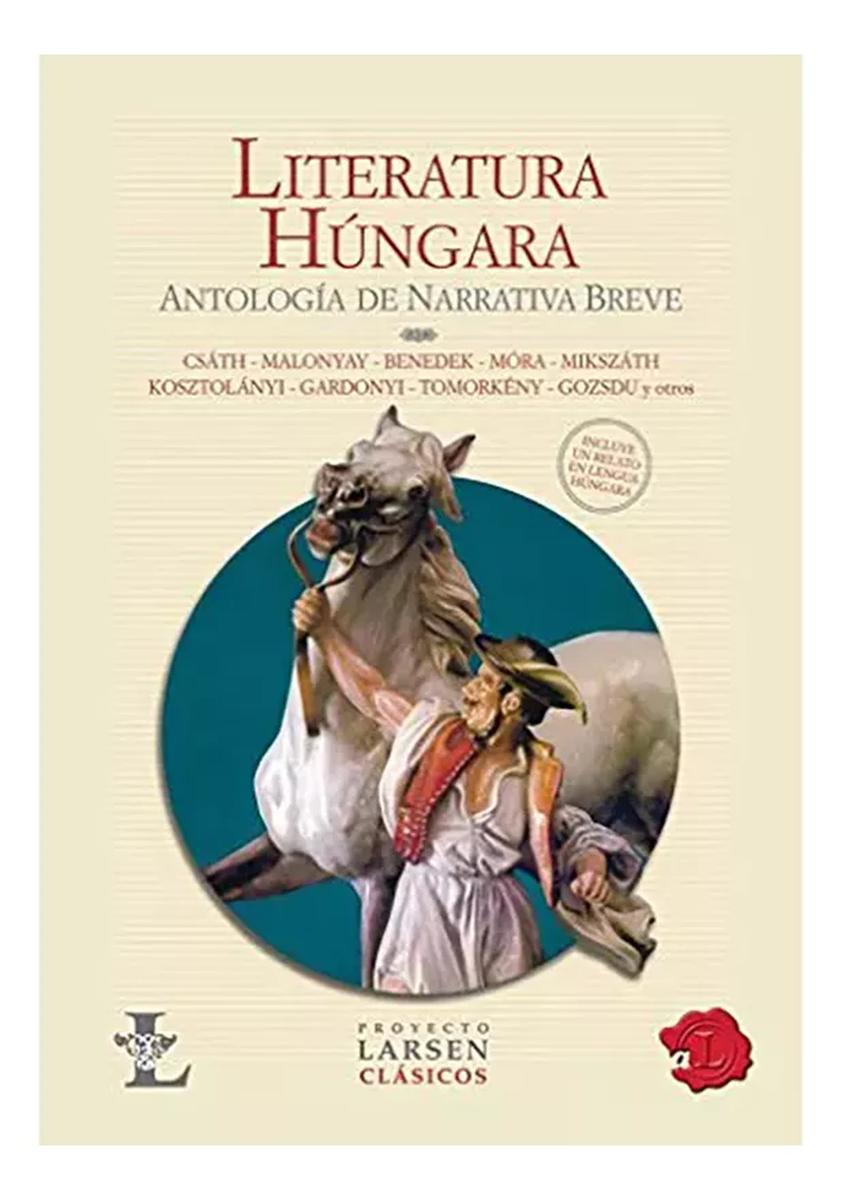 LITERATURA
HÚNGARA
ANTOLOGÍA DE NARRATIVA BREVE
CSÁTH - MALONYAY - BENEDEK - MÓRA - MIKSZÁTH
KOSZTOLÁNYI - GARDONYI - TOMORKÉNY - GOZSDU y otros
INCLUYE
UN RELATO
EN LENGUA
HÚNGARA
PROYECTO
LARSEN
CLÁSICOS
L
aL